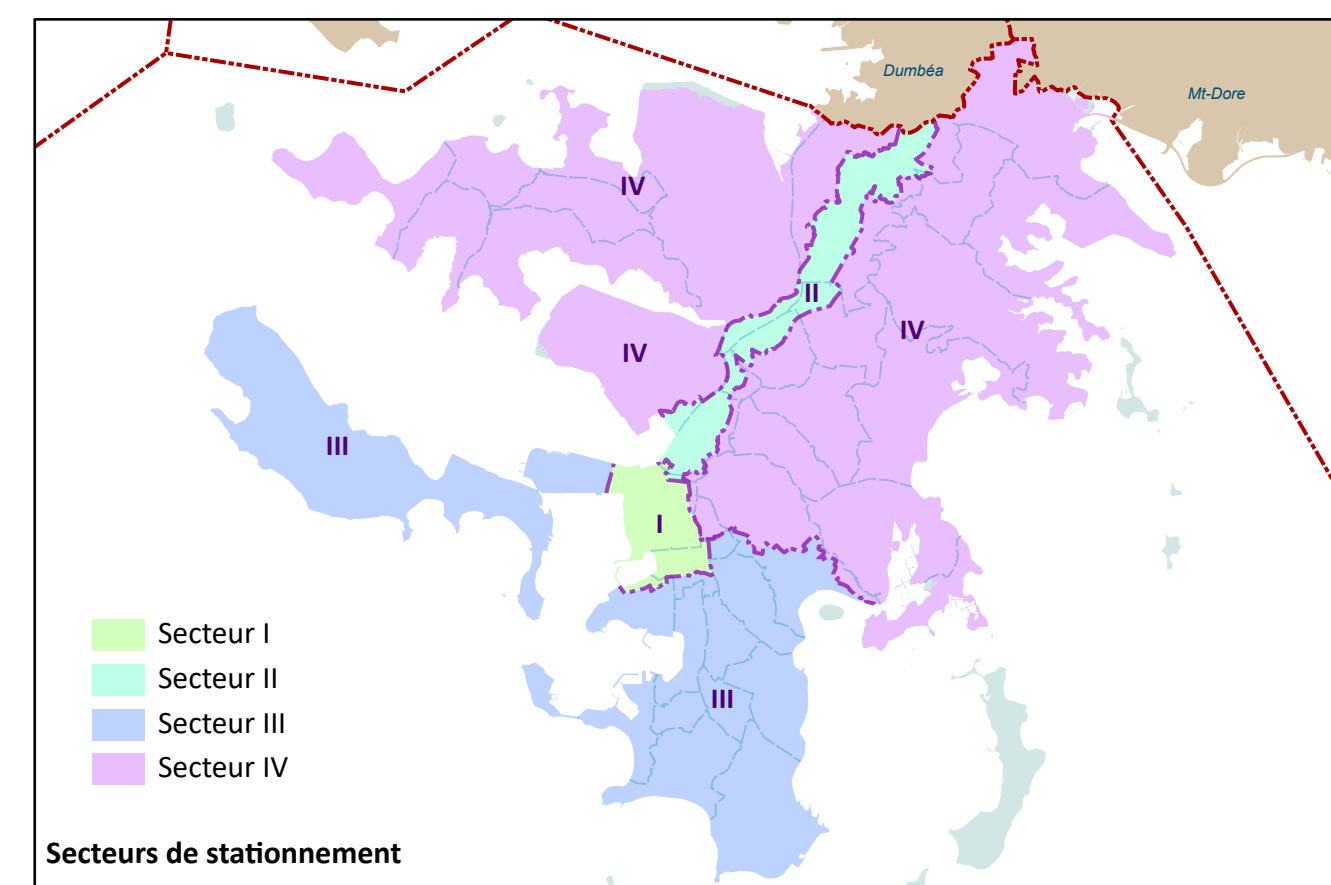 Dumbéa
Mt-Dore
IV
II
IV
IV
III
I
III
Secteur I
Secteur II
Secteur III
Secteur IV
Secteurs de stationnement